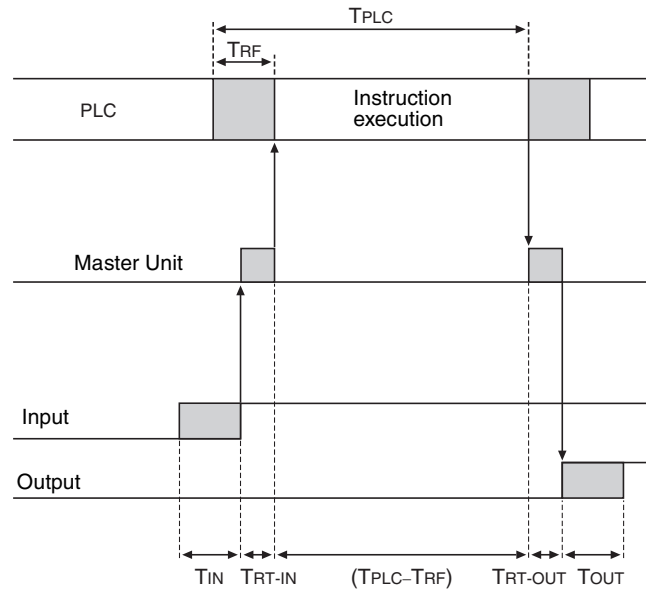 TPLC
TRF
PLC
Instruction
execution
Master Unit
Input
Output
TIN
TRT-IN
(TPLC–TRF)
TRT-OUT
TOUT